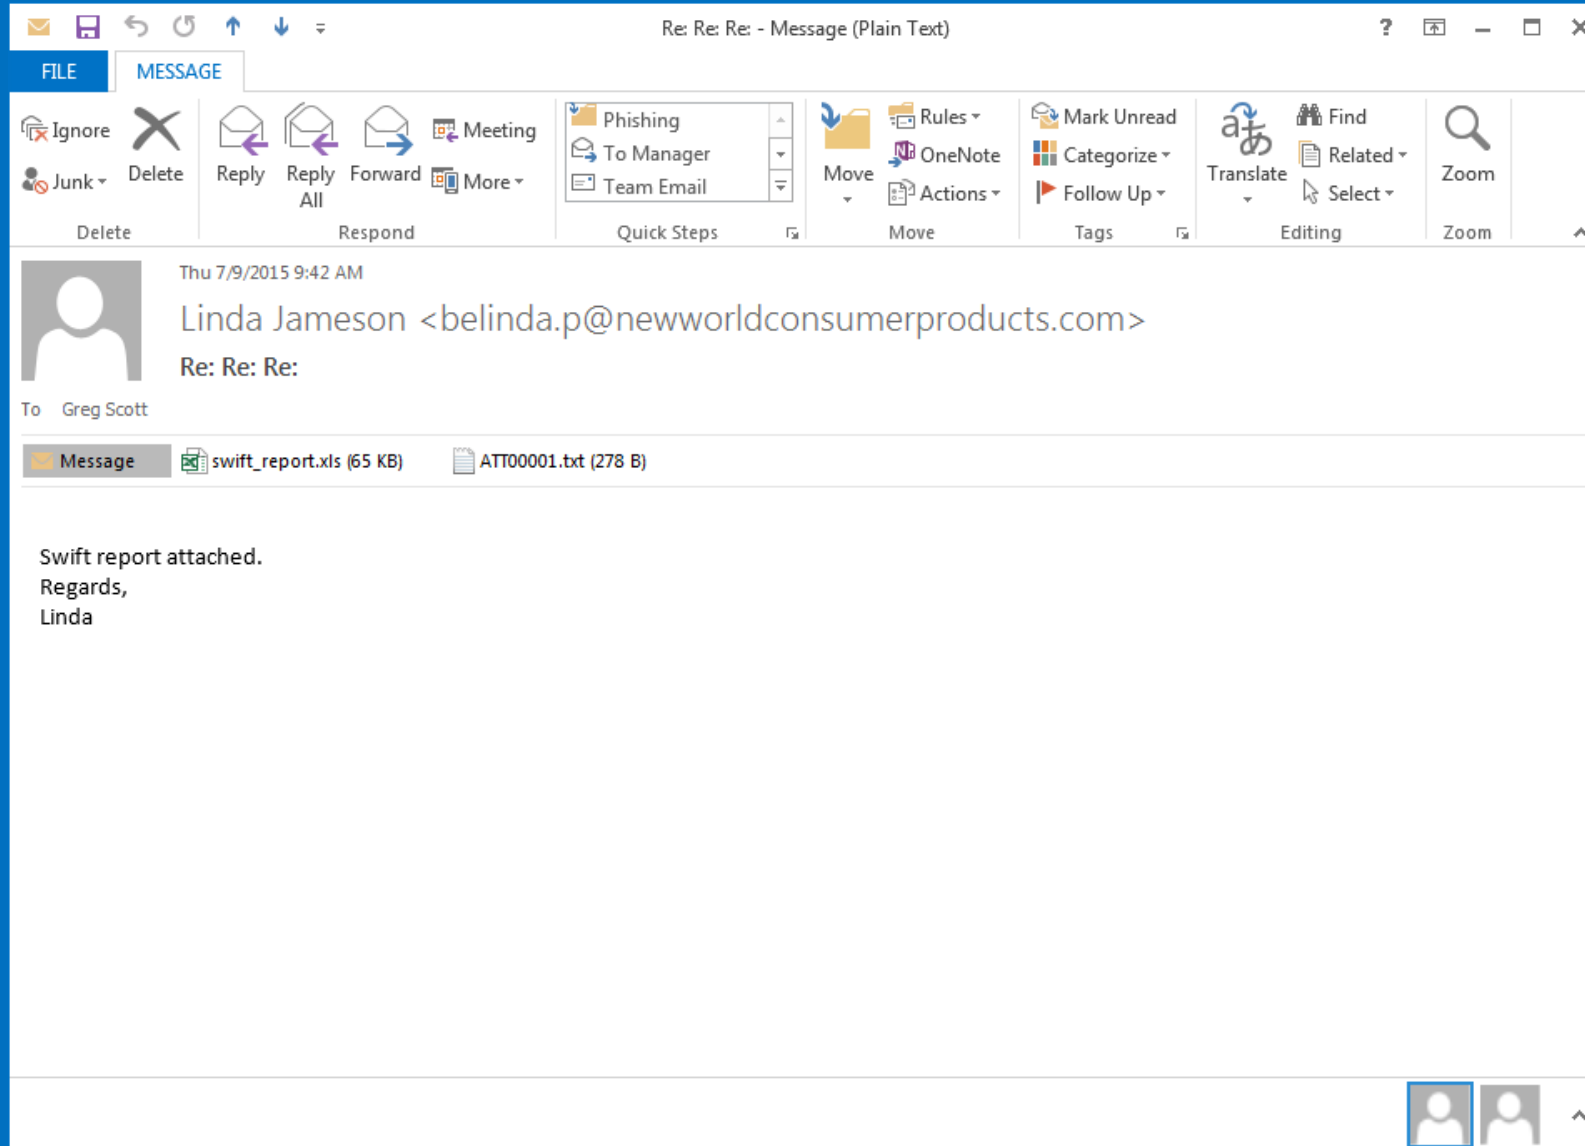 Re: Re: Re: - Message (Plain Text)
?
FILE MESSAGE
Ignore
Junk
Delete
Reply
Reply All
Forward
Meeting
More
Phishing
To Manager
Team Email
Move
Rules
OneNote
Actions
Mark Unread
Categorize
Follow Up
Translate
Find
Related
Select
Zoom
Delete Respond Quick Steps Move Tags Editing Zoom
Thu 7/9/2015 9:42 AM
Linda Jameson <belinda.p@newworldconsumerproducts.com>
Re: Re: Re:
To Greg Scott
Message swift_report.xls (65 KB) ATT00001.txt (278 B)
Swift report attached.
Regards,
Linda